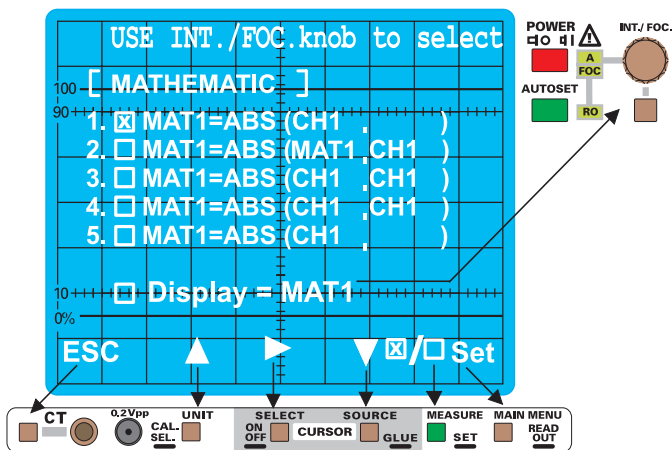 USE INT./FOC.knob to select
[ MATHEMATIC ]
100
90
1. ☒ MAT1=ABS (CH1 , )
2. ☐ MAT1=ABS (MAT1,CH1 )
3. ☐ MAT1=ABS (CH1 ,CH1 )
4. ☐ MAT1=ABS (CH1 ,CH1 )
5. ☐ MAT1=ABS (CH1 , )
☐ Display = MAT1
10
0%
ESC ▲ ▶ ▼ ☒/☐ Set
POWER
INT./ FOC.
A
FOC
AUTOSET
RO
CT
0.2Vpp
CAL.
SEL.
UNIT
SELECT
ON
OFF
CURSOR
SOURCE
GLUE
MEASURE
SET
MAIN MENU
READ
OUT